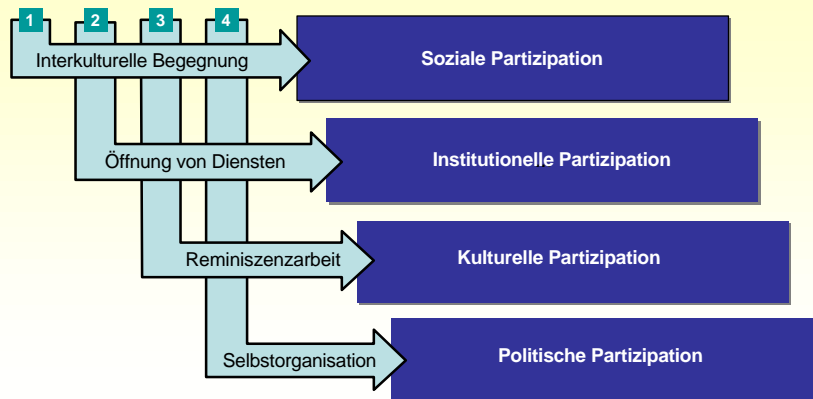 1 2 3 4
Interkulturelle Begegnung
Soziale Partizipation
Öffnung von Diensten
Institutionelle Partizipation
Reminiszenzarbeit
Kulturelle Partizipation
Selbstorganisation
Politische Partizipation